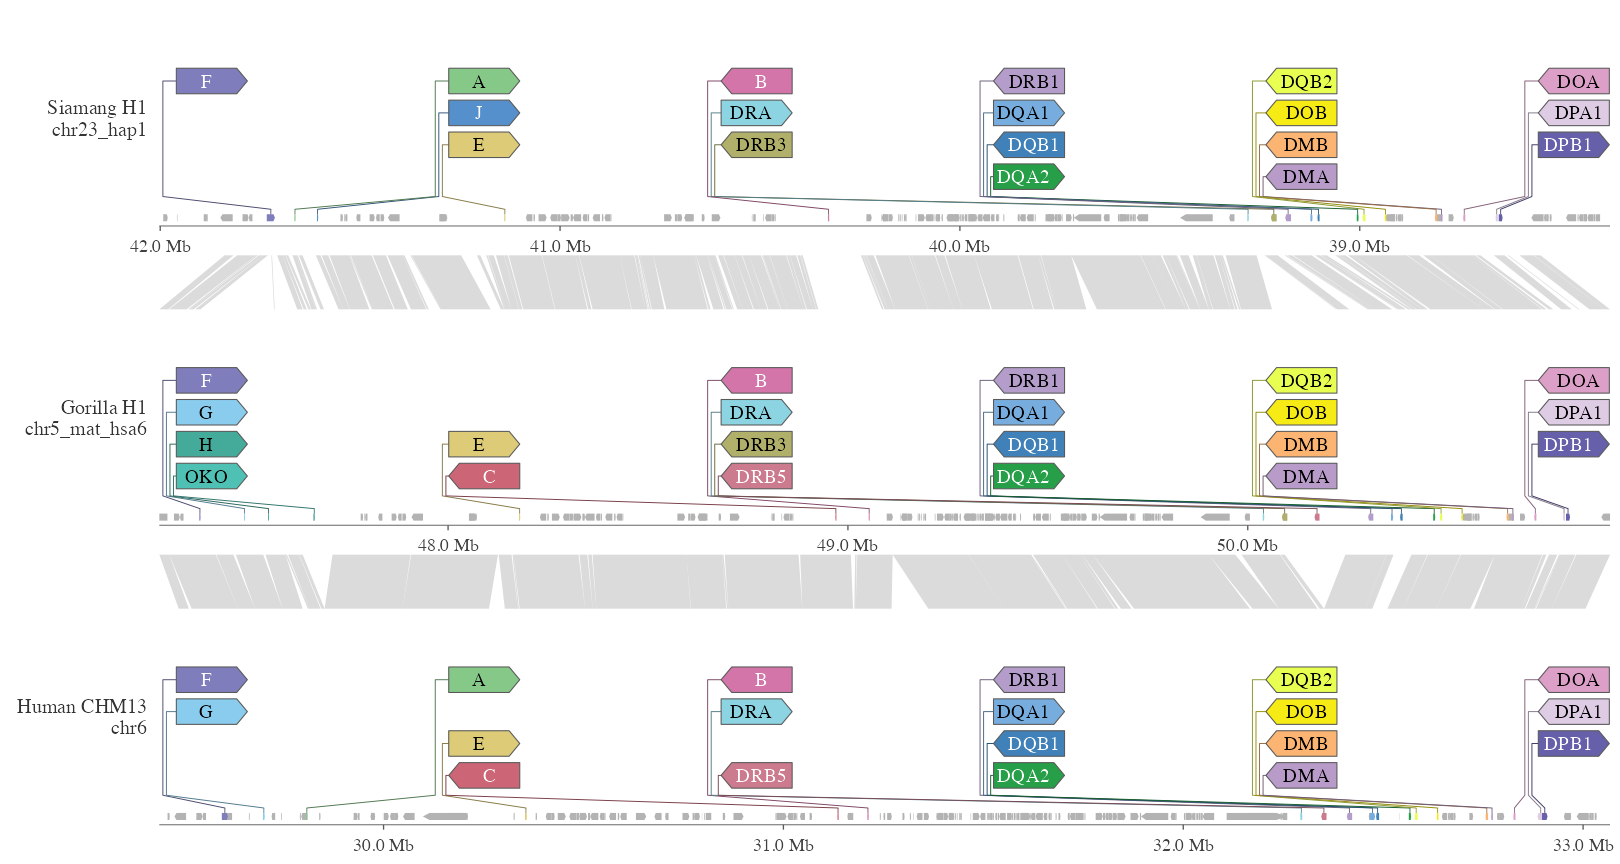 F A B DRB1 DQB2 DOA
Siamang H1 J DRA DQA1 DOB DPA1
chr23_hap1 E DRB3 DQB1 DMB DPB1
DQA2 DMA
42.0 Mb 41.0 Mb 40.0 Mb 39.0 Mb
F B DRB1 DQB2 DOA
Gorilla H1 G DRA DQA1 DOB DPA1
chr5_mat_hsa6 H E DRB3 DQB1 DMB DPB1
OKO C DRB5 DQA2 DMA
48.0 Mb 49.0 Mb 50.0 Mb
F A B DRB1 DQB2 DOA
Human CHM13 G DRA DQA1 DOB DPA1
chr6 E DQB1 DMB DPB1
C DRB5 DQA2 DMA
30.0 Mb 31.0 Mb 32.0 Mb 33.0 Mb